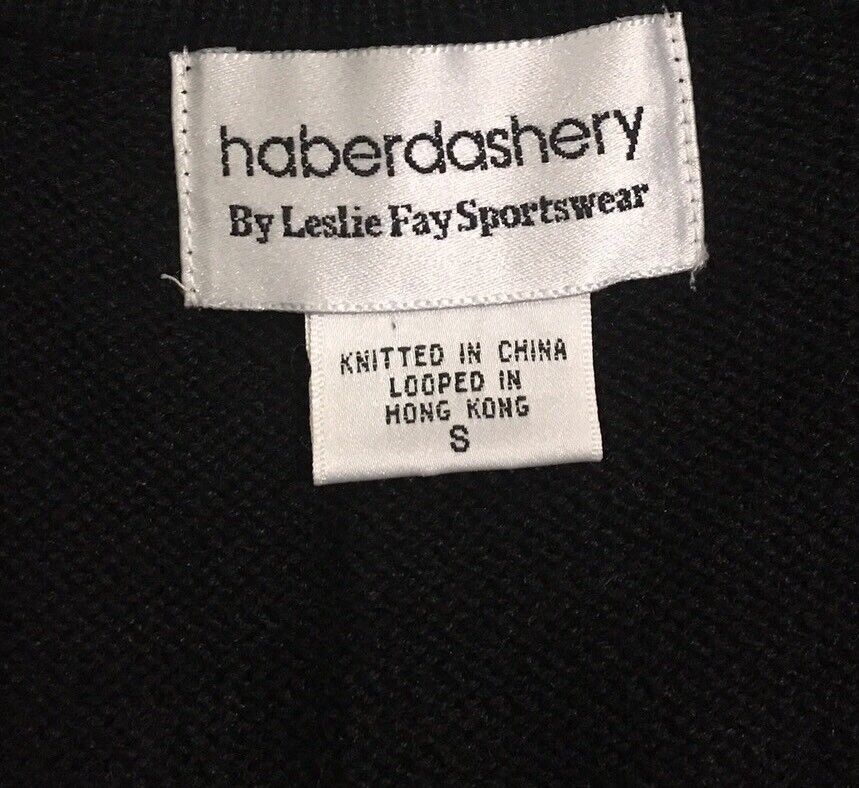 haberdashery
By Leslie Fay Sportswear
KNITTED IN CHINA
LOOPED IN
HONG KONG
S